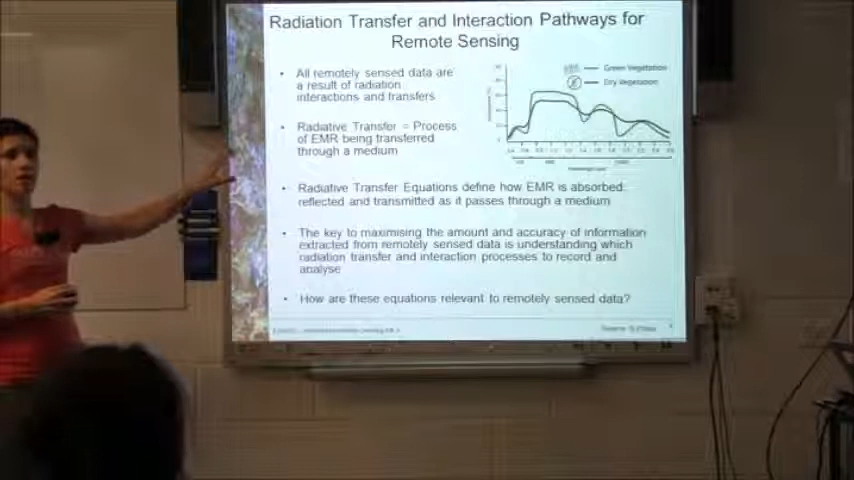 Radiation Transfer and Interaction Pathways for
Remote Sensing
• All remotely sensed data are
a result of radiation
interactions and transfers
Green Vegetation
Dry Vegetation
• Radiative Transfer = Process
of EMR being transferred
through a medium
• Radiative Transfer Equations define how EMR is absorbed,
reflected and transmitted as it passes through a medium
• The key to maximising the amount and accuracy of information
extracted from remotely sensed data is understanding which
radiation transfer and interaction processes to record and
analyse
• How are these equations relevant to remotely sensed data?